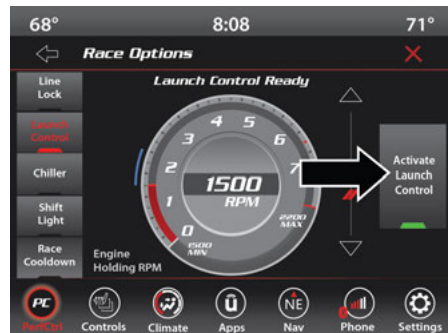 68°
8:08
71°
Race Options
Line
Lock
Launch
Control
Chiller
Shift
Light
Race
Cooldown
Launch Control Ready
0
1
2
3
4
5
6
7
1500
RPM
1500
MIN
2200
MAX
Engine
Holding RPM
Activate
Launch
Control
PC
PerfCtrl
Controls
Climate
ū
Apps
NE
Nav
Phone
Settings